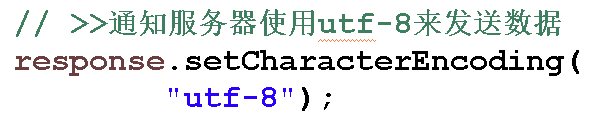 // >>通知服务器使用utf-8来发送数据
response.setCharacterEncoding(
"utf-8");